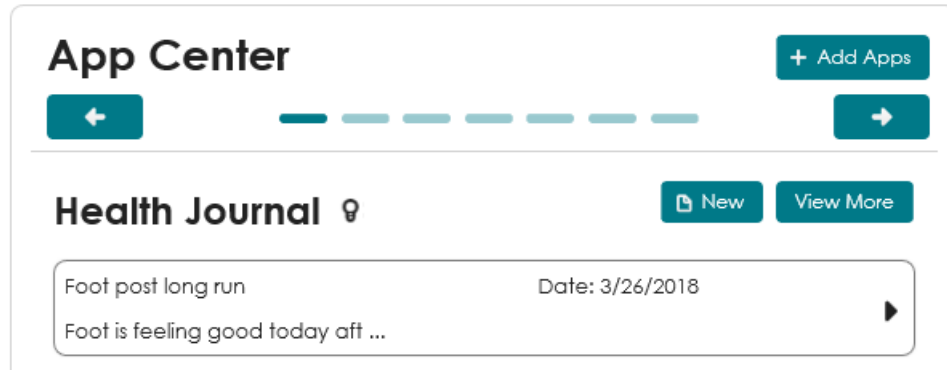 App Center
+ Add Apps
Health Journal
New
View More
Foot post long run
Date: 3/26/2018
Foot is feeling good today aft ...